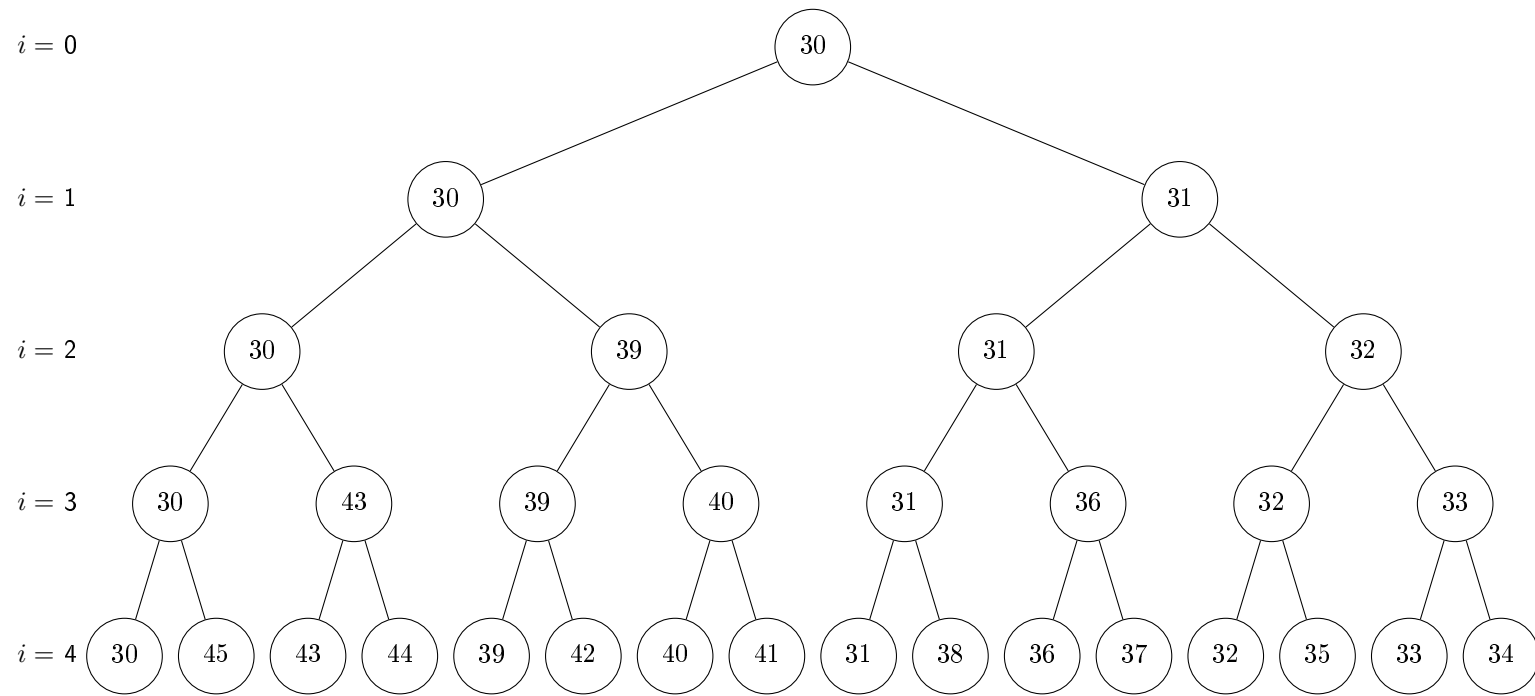 i = 0 30
i = 1 30 31
i = 2 30 39 31 32
i = 3 30 43 39 40 31 36 32 33
i = 4 30 45 43 44 39 42 40 41 31 38 36 37 32 35 33 34